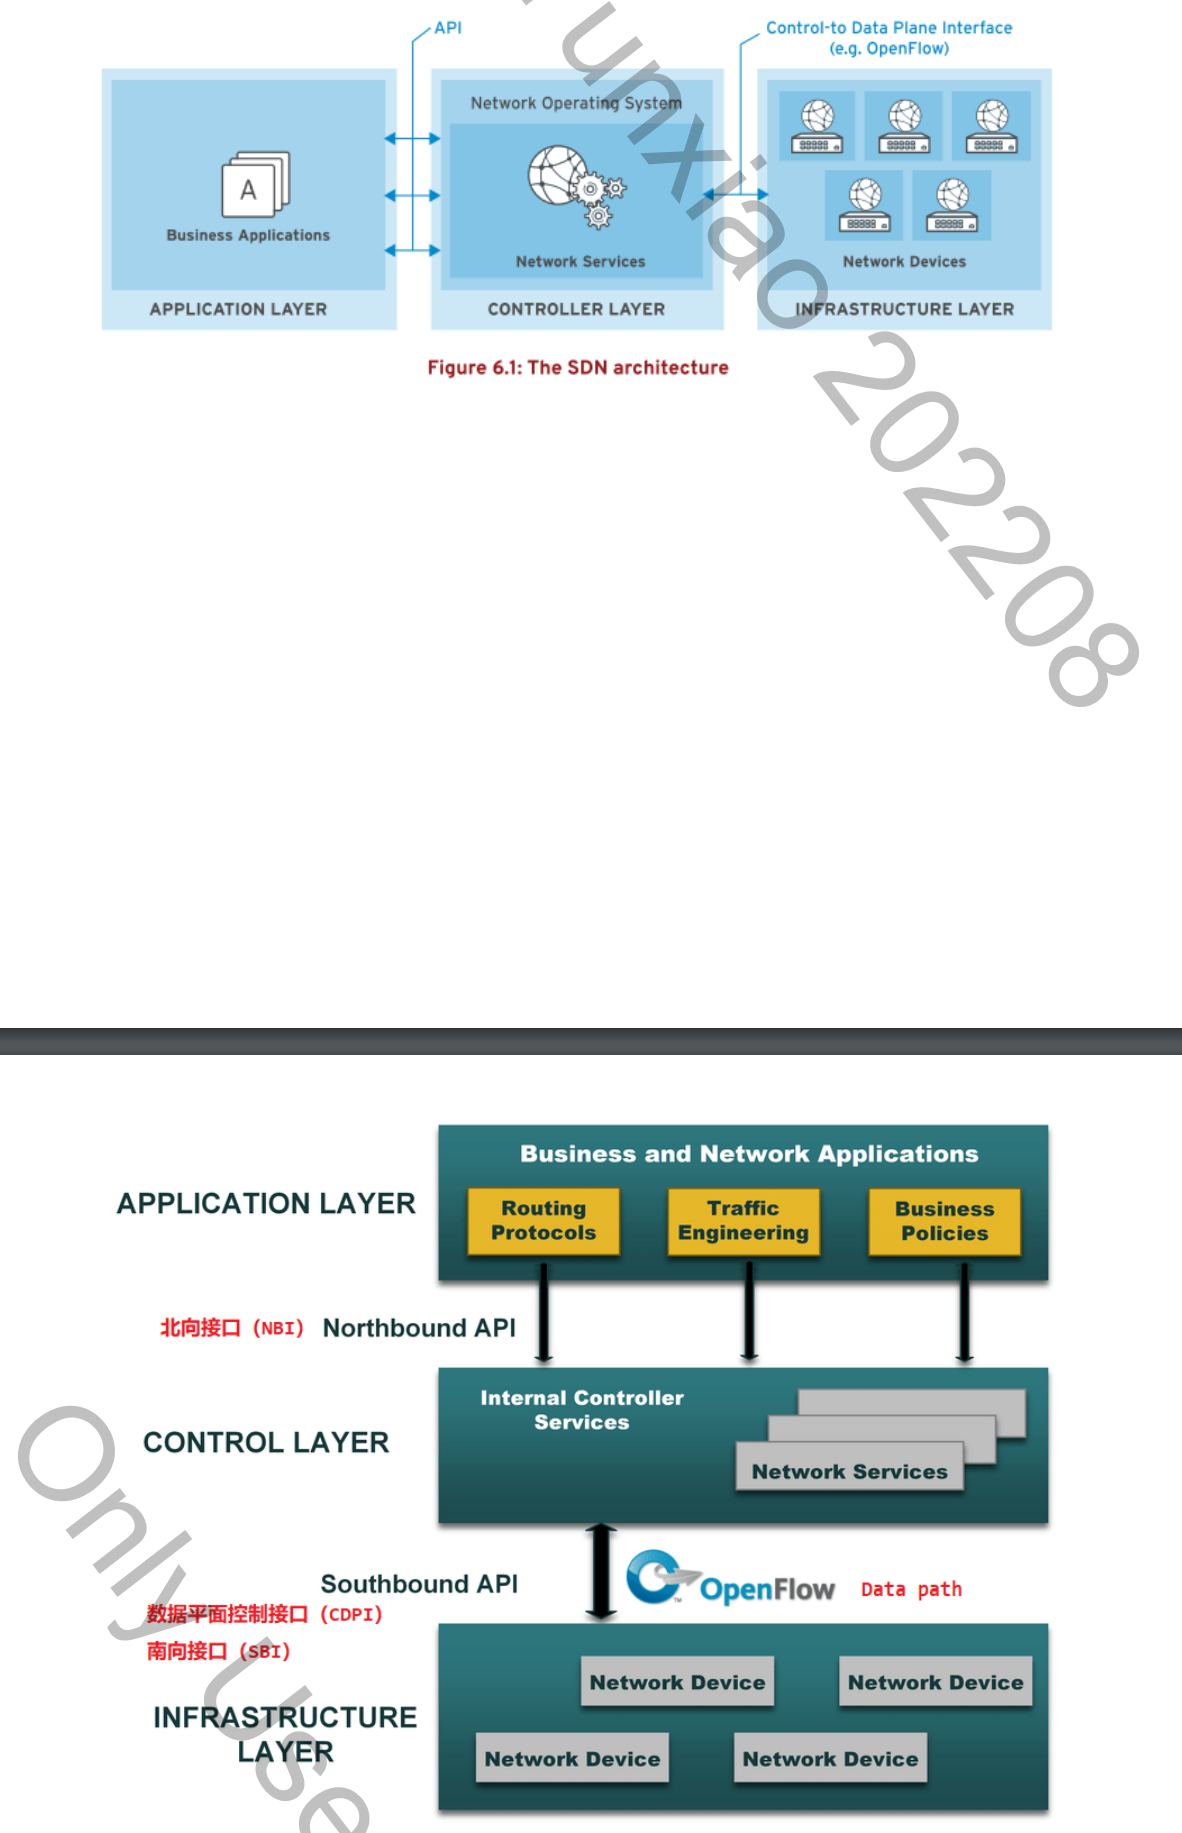 API
Control-to Data Plane Interface
(e.g. OpenFlow)
Network Operating System
A
Business Applications
Network Services
Network Devices
APPLICATION LAYER
CONTROLLER LAYER
INFRASTRUCTURE LAYER
Figure 6.1: The SDN architecture
unxiao 202208
Business and Network Applications
APPLICATION LAYER
Routing
Protocols
Traffic
Engineering
Business
Policies
北向接口 (NBI) Northbound API
Internal Controller
Services
CONTROL LAYER
Network Services
Southbound API
OpenFlow
TM
Data path
数据平面控制接口 (CDPI)
南向接口 (SBI)
Network Device
Network Device
INFRASTRUCTURE
LAYER
Network Device
Network Device
Only Use